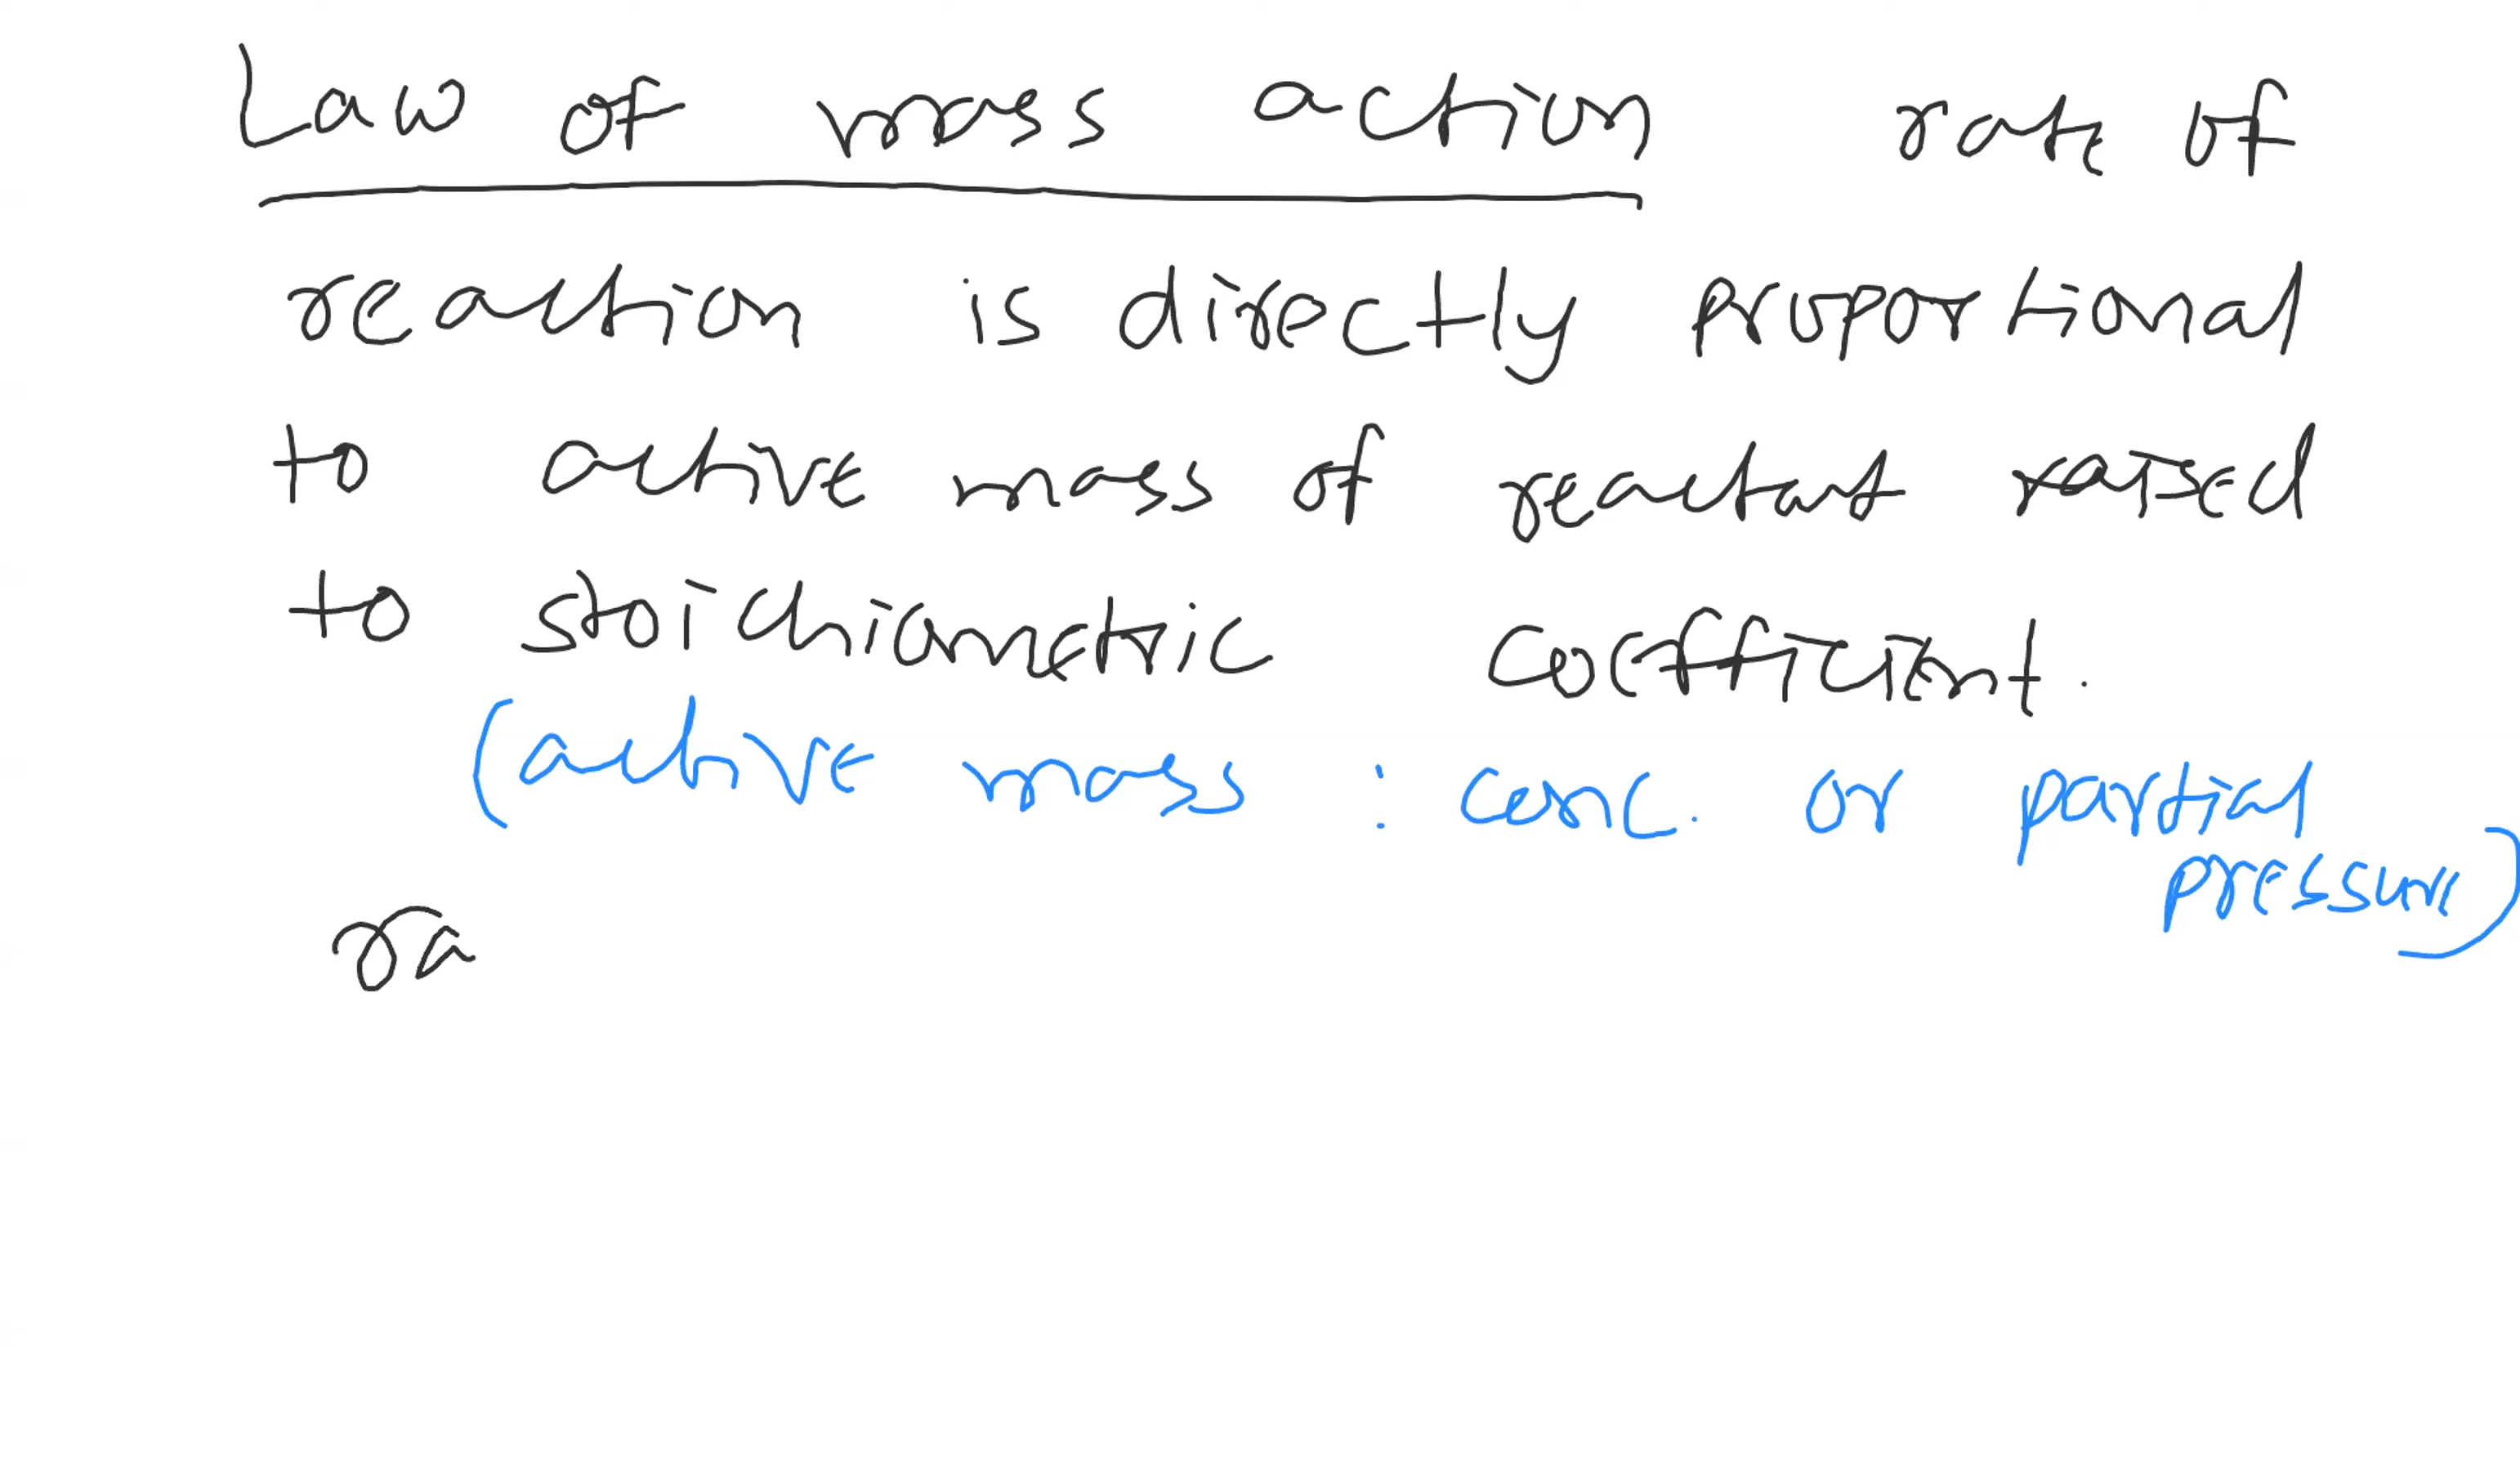 Law of mass action rate of
reaction is directly proportional
to active mass of reactant raised
to stoichiometric coefficient.
(active mass : conc. or partial
pressure)
ra